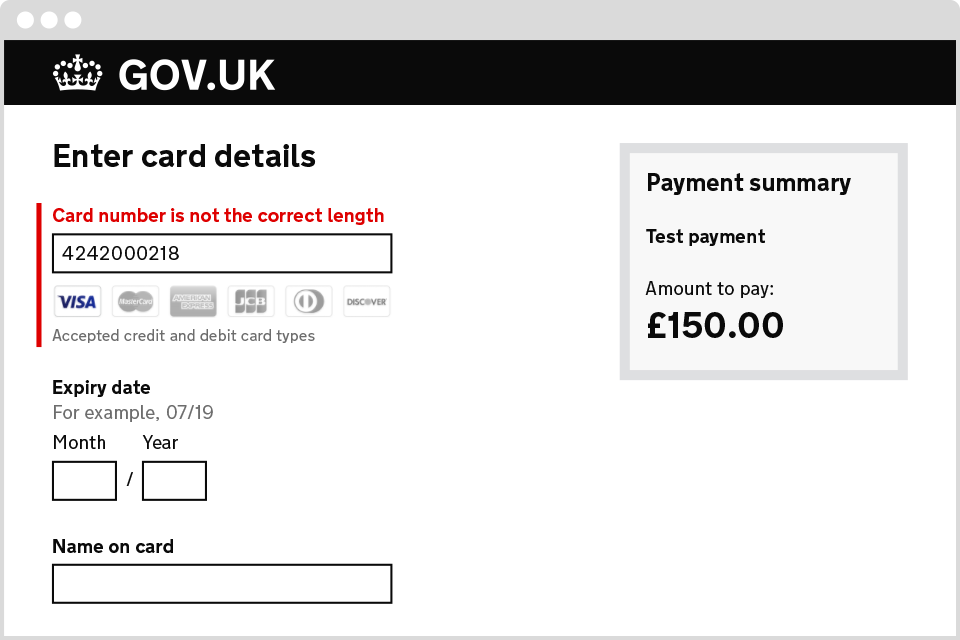 GOV.UK
Enter card details
Card number is not the correct length
4242000218
VISA MasterCard AMERICAN EXPRESS JCB DISCOVER
Accepted credit and debit card types
Expiry date
For example, 07/19
Month Year
/
Name on card
Payment summary
Test payment
Amount to pay:
£150.00